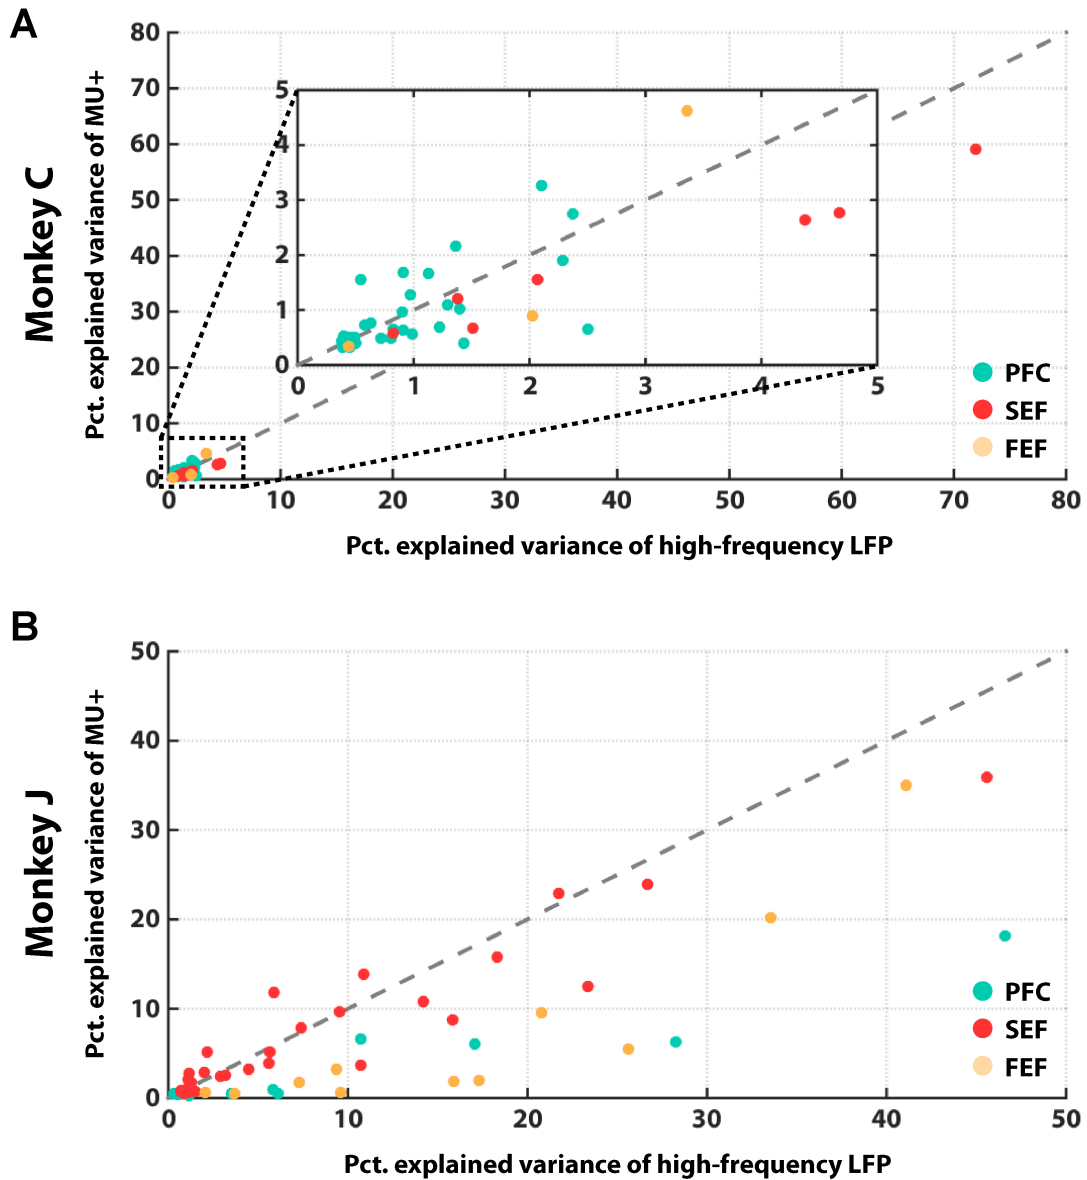 A
Monkey C
Pct. explained variance of MU+
80
70
60
50
40
30
20
10
0
5
4
3
2
1
0
0 1 2 3 4 5
PFC
SEF
FEF
0 10 20 30 40 50 60 70 80
Pct. explained variance of high-frequency LFP
B
Monkey J
Pct. explained variance of MU+
50
40
30
20
10
0
PFC
SEF
FEF
0 10 20 30 40 50
Pct. explained variance of high-frequency LFP